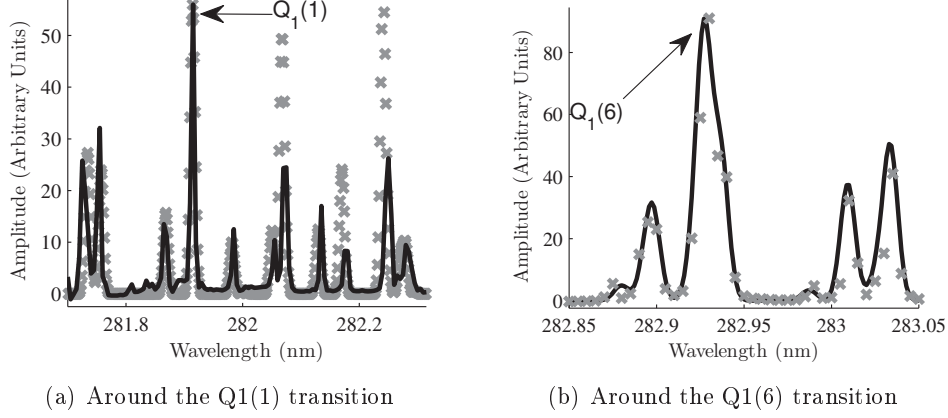 Q1(1)
50
40
30
20
10
0
Amplitude (Arbitrary Units)
281.8
282
282.2
Wavelength (nm)
(a) Around the Q1(1) transition
Q1(6)
80
60
40
20
0
Amplitude (Arbitrary Units)
282.85
282.9
282.95
283
283.05
Wavelength (nm)
(b) Around the Q1(6) transition